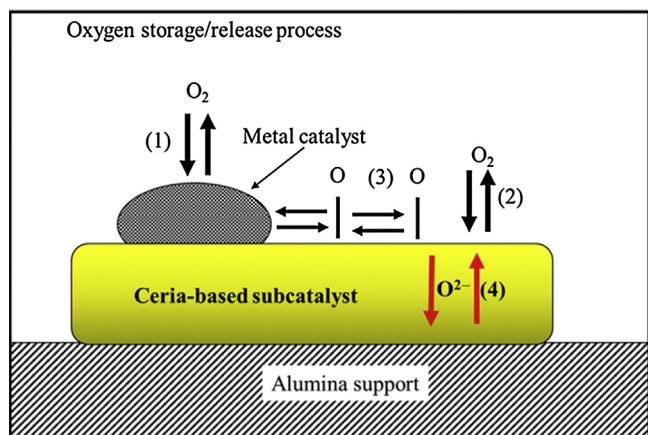 Oxygen storage/release process
O₂
(1)
Metal catalyst
O (3) O
O₂
(2)
Ceria-based subcatalyst
O²⁻ (4)
Alumina support